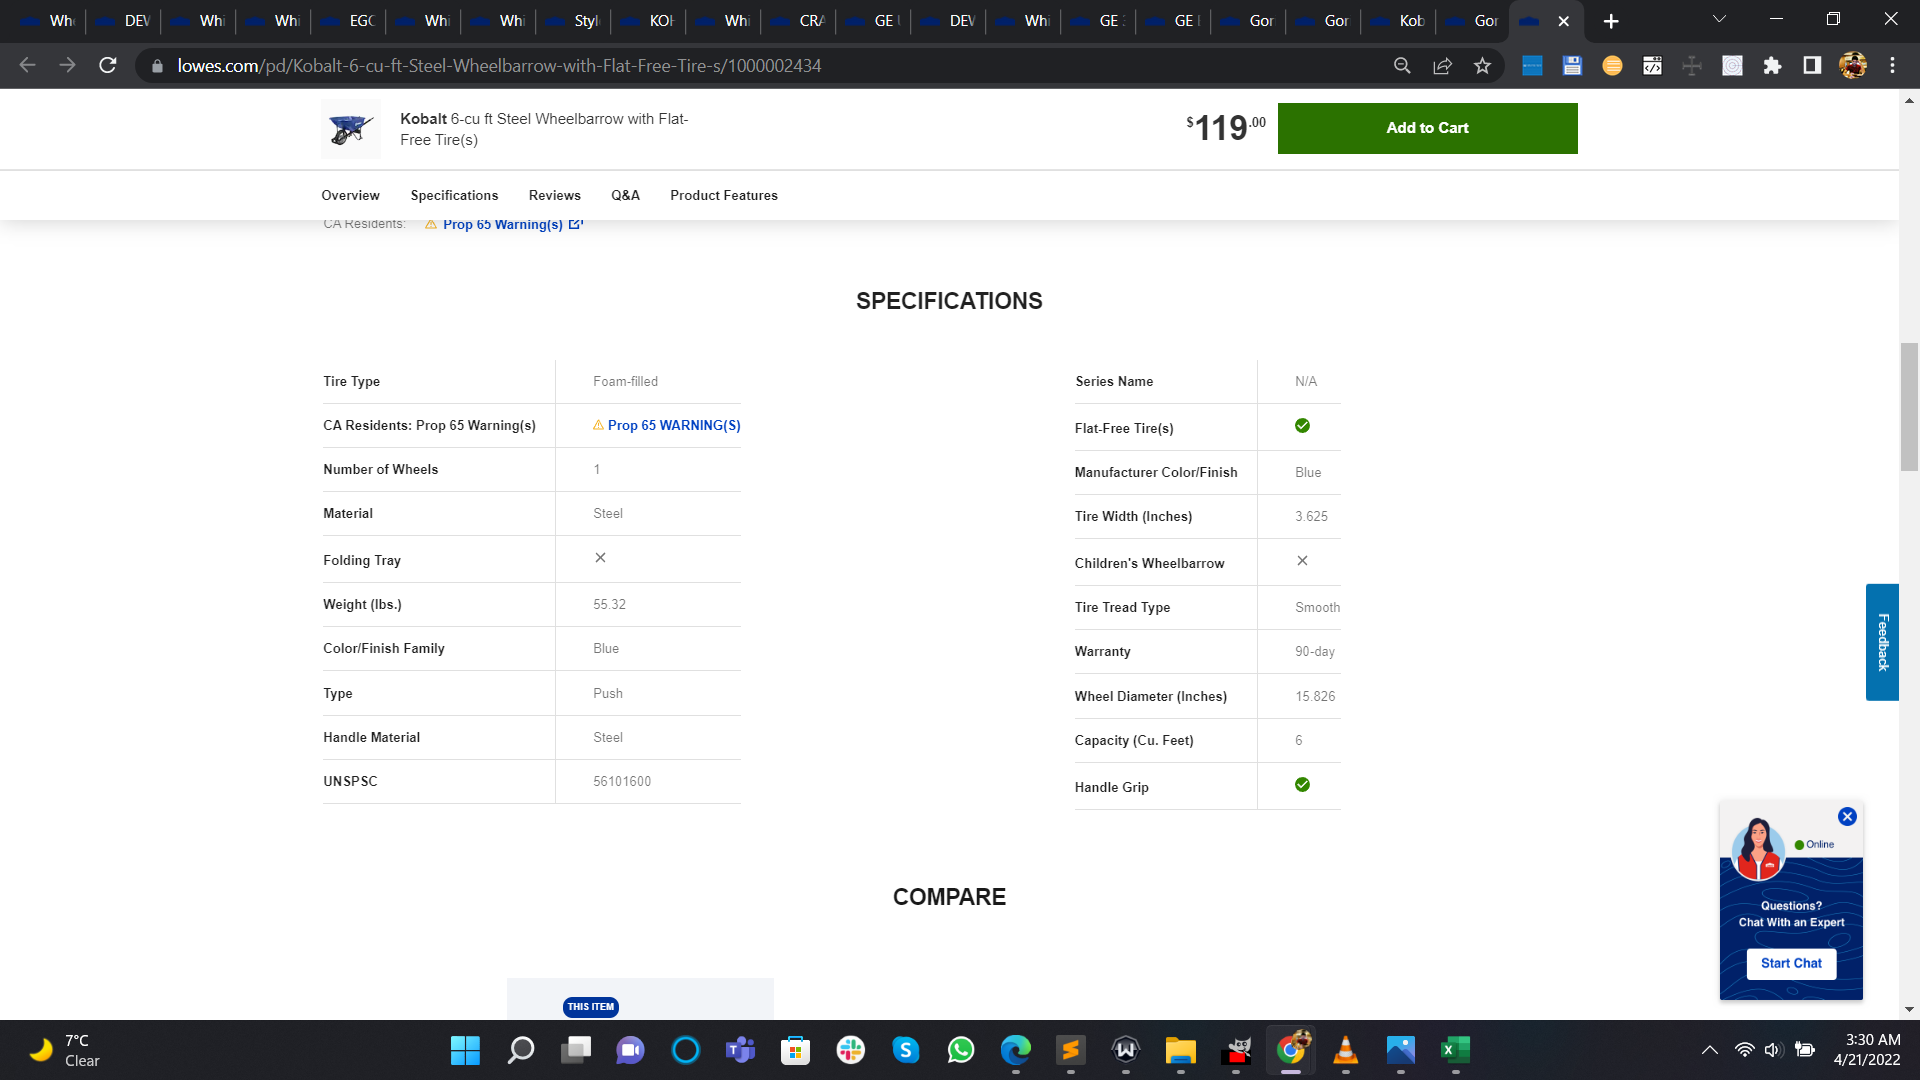 Whe DEW Whi Whi EGO Whi Whi Style KOH Whi CRA GE U DEW Whi GE 3 GE Gor Gor Kob Gor
lowes.com/pd/Kobalt-6-cu-ft-Steel-Wheelbarrow-with-Flat-Free-Tire-s/1000002434
Kobalt 6-cu ft Steel Wheelbarrow with Flat-
Free Tire(s)
$119.00
Add to Cart
Overview Specifications Reviews Q&A Product Features
CA Residents: Prop 65 Warning(s)
SPECIFICATIONS
Tire Type Foam-filled
CA Residents: Prop 65 Warning(s) Prop 65 WARNING(S)
Number of Wheels 1
Material Steel
Folding Tray
Weight (lbs.) 55.32
Color/Finish Family Blue
Type Push
Handle Material Steel
UNSPSC 56101600
Series Name N/A
Flat-Free Tire(s)
Manufacturer Color/Finish Blue
Tire Width (Inches) 3.625
Children's Wheelbarrow
Tire Tread Type Smooth
Warranty 90-day
Wheel Diameter (Inches) 15.826
Capacity (Cu. Feet) 6
Handle Grip
Feedback
COMPARE
THIS ITEM
Online
Questions?
Chat With an Expert
Start Chat
7°C
Clear
3:30 AM
4/21/2022